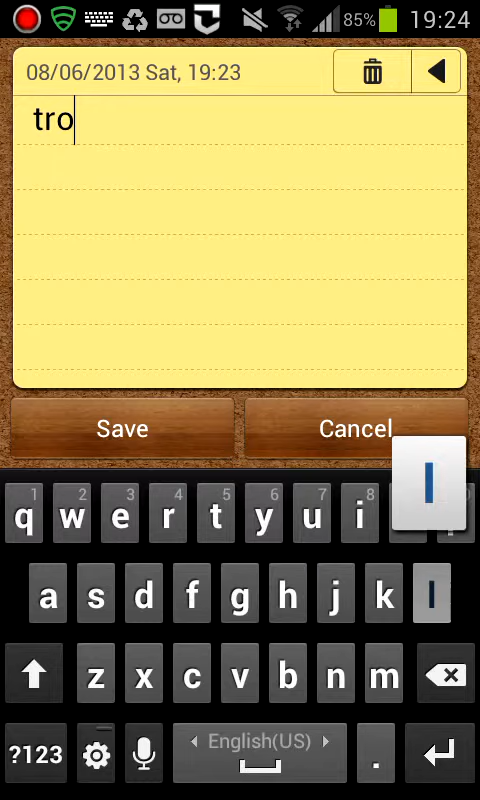 85% 19:24
08/06/2013 Sat, 19:23
tro
Save Cancel
l
1 2 3 4 5 6 7 8 0
q w e r t y u i
a s d f g h j k l
z x c v b n m
?123 English(US) .